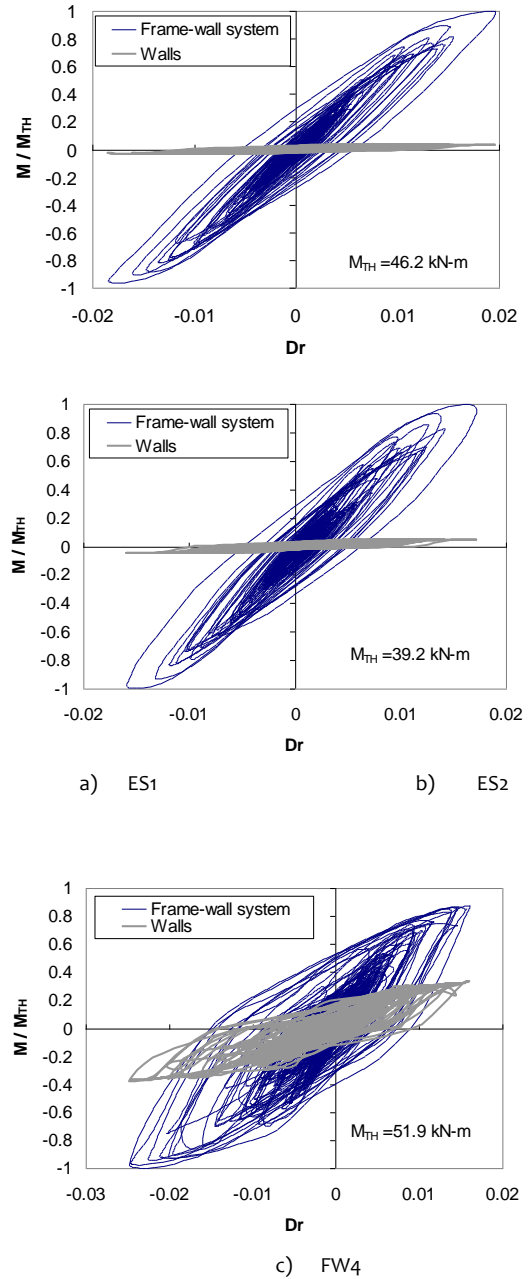 1
Frame-wall system
0.8
Walls
0.6
0.4
0.2
M / MTH
0
-0.2
-0.4
-0.6
-0.8
MTH =46.2 kN-m
-1
-0.02 -0.01 0 0.01 0.02
Dr
1
Frame-wall system
0.8
Walls
0.6
0.4
0.2
M / MTH
0
-0.2
-0.4
-0.6
-0.8
MTH =39.2 kN-m
-1
-0.02 -0.01 0 0.01 0.02
Dr
a) ES1 b) ES2
1
Frame-wall system
0.8
Walls
0.6
0.4
0.2
M / MTH
0
-0.2
-0.4
-0.6
-0.8
MTH =51.9 kN-m
-1
-0.03 -0.02 -0.01 0 0.01 0.02
Dr
c) FW4